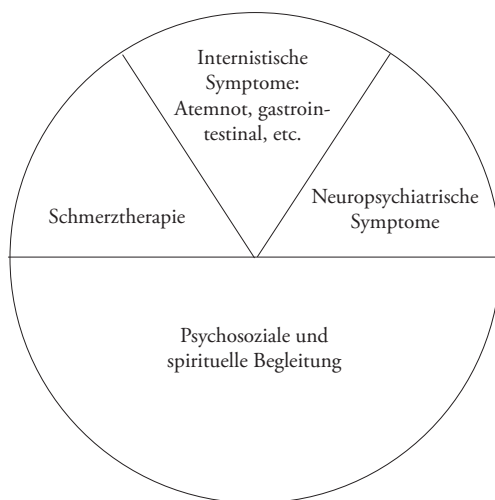 Internistische
Symptome:
Atemnot, gastroin-
testinal, etc.
Schmerztherapie
Neuropsychiatrische
Symptome
Psychosoziale und
spirituelle Begleitung